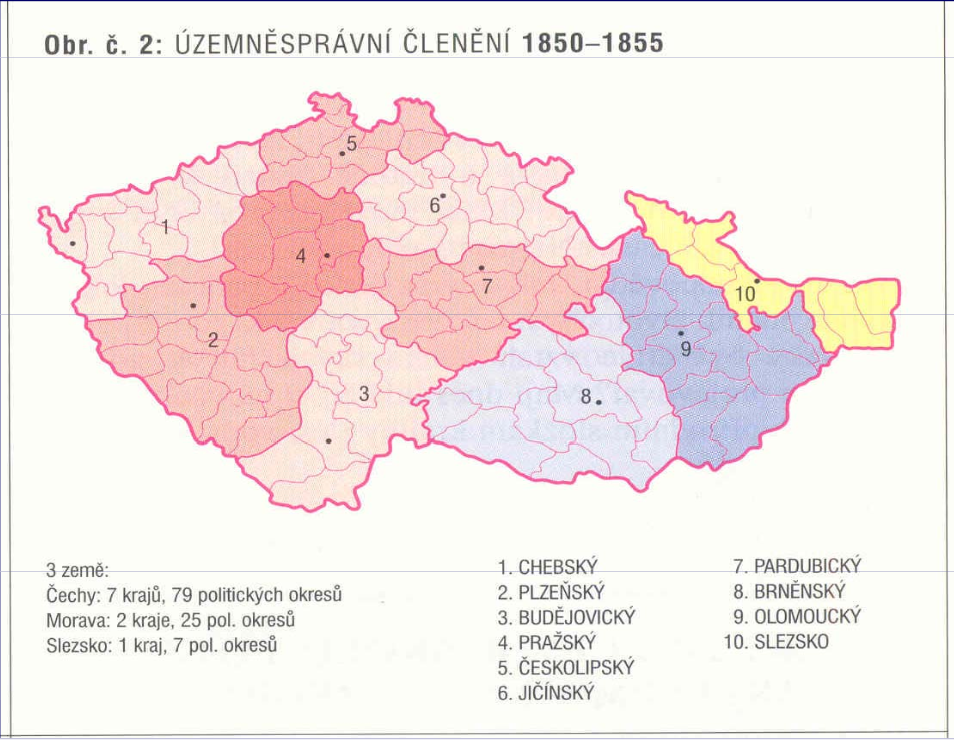 Obr. č. 2: ÚZEMNĚSPRÁVNÍ ČLENĚNÍ 1850–1855
5
6
1
4
7
10
2
9
3
8
3 země:
Čechy: 7 krajů, 79 politických okresů
Morava: 2 kraje, 25 pol. okresů
Slezsko: 1 kraj, 7 pol. okresů
1. CHEBSKÝ
2. PLZEŇSKÝ
3. BUDĚJOVICKÝ
4. PRAŽSKÝ
5. ČESKOLIPSKÝ
6. JIČÍNSKÝ
7. PARDUBICKÝ
8. BRNĚNSKÝ
9. OLOMOUCKÝ
10. SLEZSKO